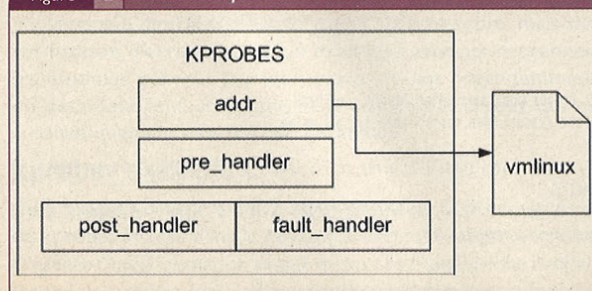 KPROBES
addr
pre_handler
vmlinux
post_handler fault_handler